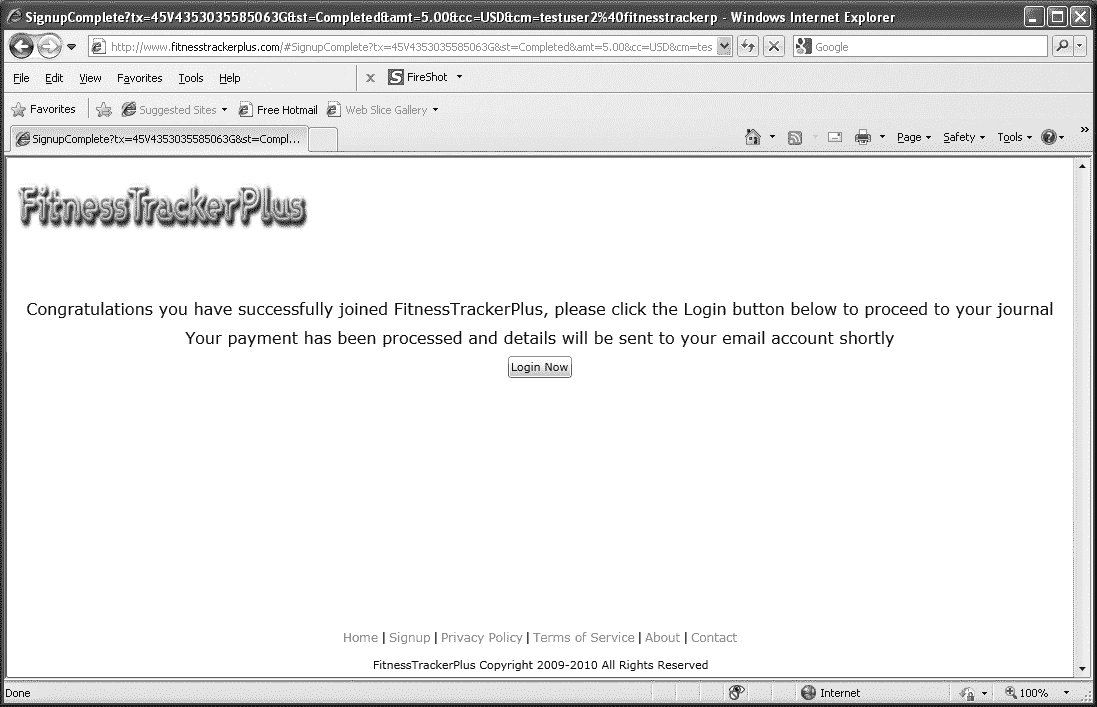 SignupComplete?tx=45V4353035585063G&st=Completed&amt=5.00&cc=USD&cm=testuser2%40fitnesstrackerp - Windows Internet Explorer
http://www.fitnesstrackerplus.com/#SignupComplete?tx=45V4353035585063G&st=Completed&amt=5.00&cc=USD&cm=tes Google
File Edit View Favorites Tools Help x S FireShot
Favorites Suggested Sites Free Hotmail Web Slice Gallery
SignupComplete?tx=45V4353035585063G&st=Compl... Page Safety Tools »
FitnessTrackerPlus
Congratulations you have successfully joined FitnessTrackerPlus, please click the Login button below to proceed to your journal
Your payment has been processed and details will be sent to your email account shortly
Login Now
Home | Signup | Privacy Policy | Terms of Service | About | Contact
FitnessTrackerPlus Copyright 2009-2010 All Rights Reserved
Done Internet 100%